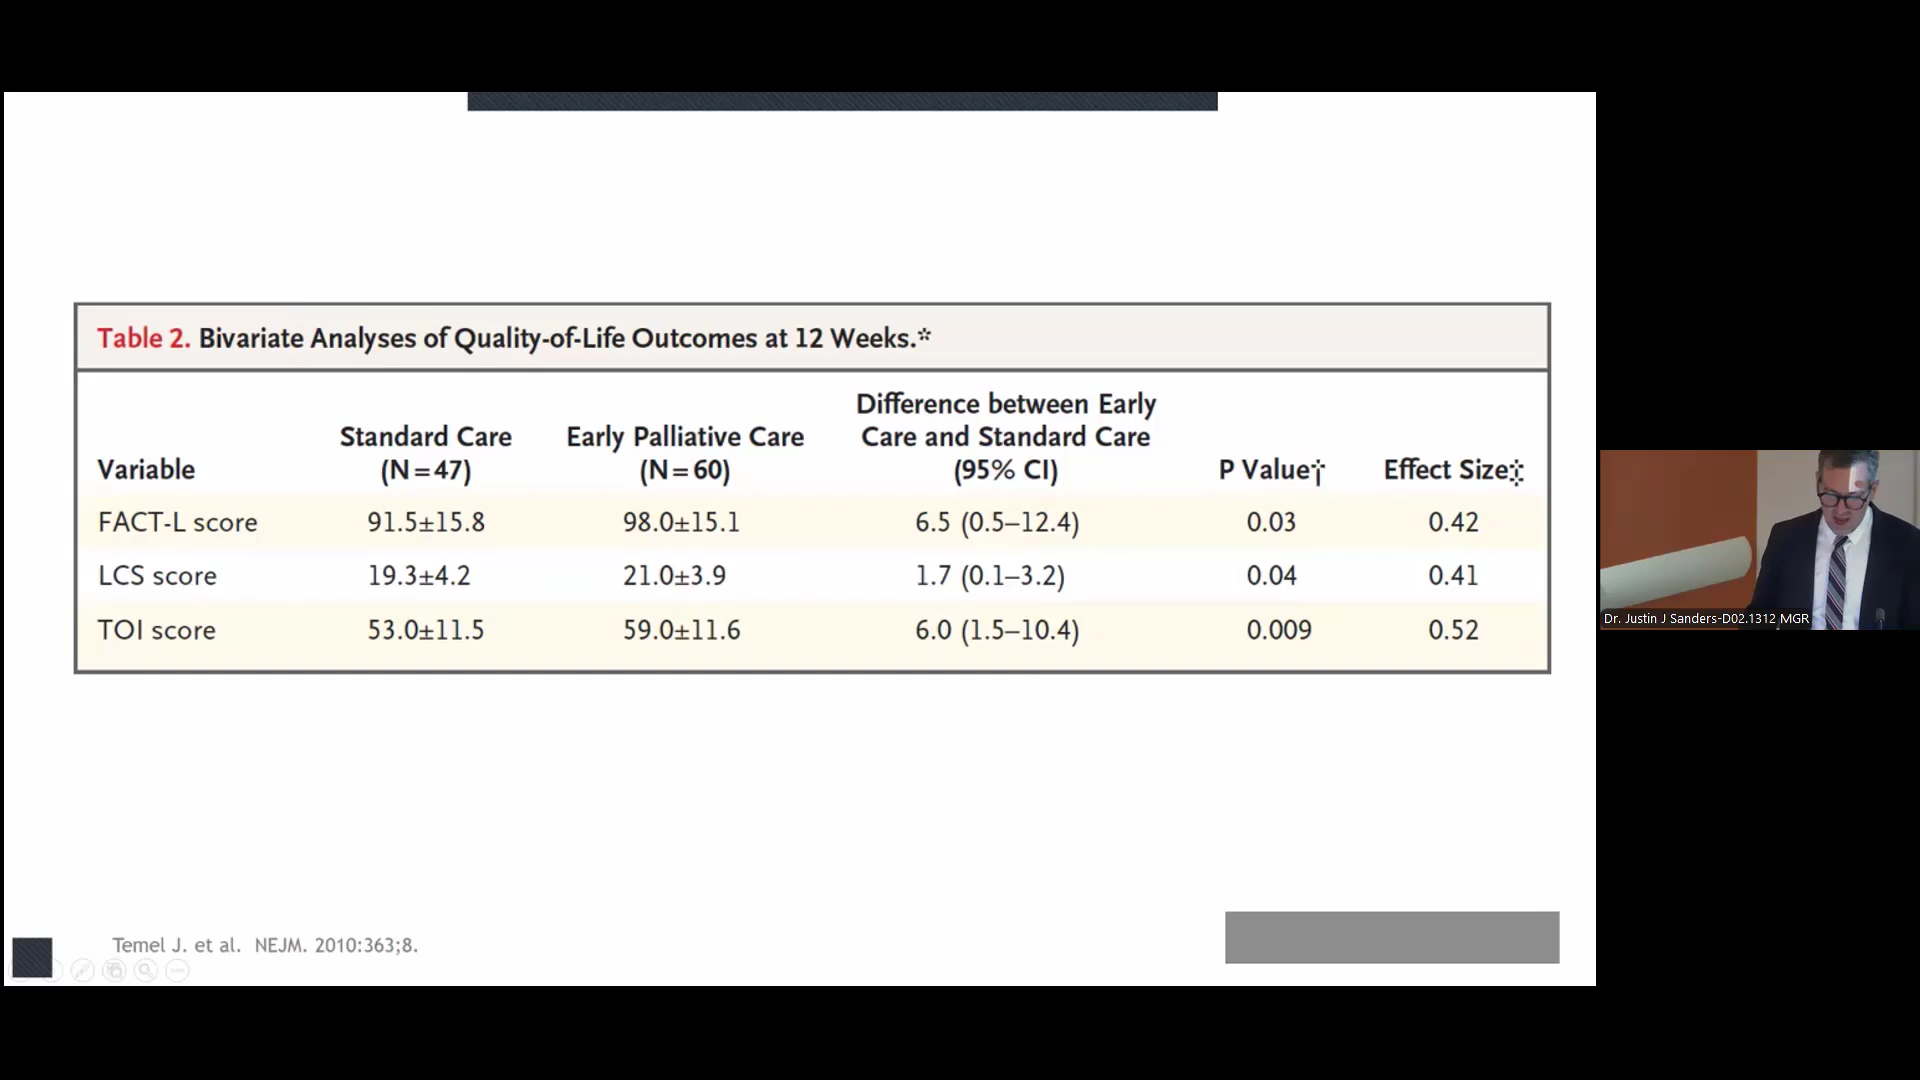 Table 2. Bivariate Analyses of Quality-of-Life Outcomes at 12 Weeks.*
Variable Standard Care (N=47) Early Palliative Care (N=60) Difference between Early Care and Standard Care (95% CI) P Value† Effect Size‡
FACT-L score 91.5±15.8 98.0±15.1 6.5 (0.5–12.4) 0.03 0.42
LCS score 19.3±4.2 21.0±3.9 1.7 (0.1–3.2) 0.04 0.41
TOI score 53.0±11.5 59.0±11.6 6.0 (1.5–10.4) 0.009 0.52
Temel J. et al. NEJM. 2010:363;8.
Dr. Justin J Sanders-D02.1312 MGR